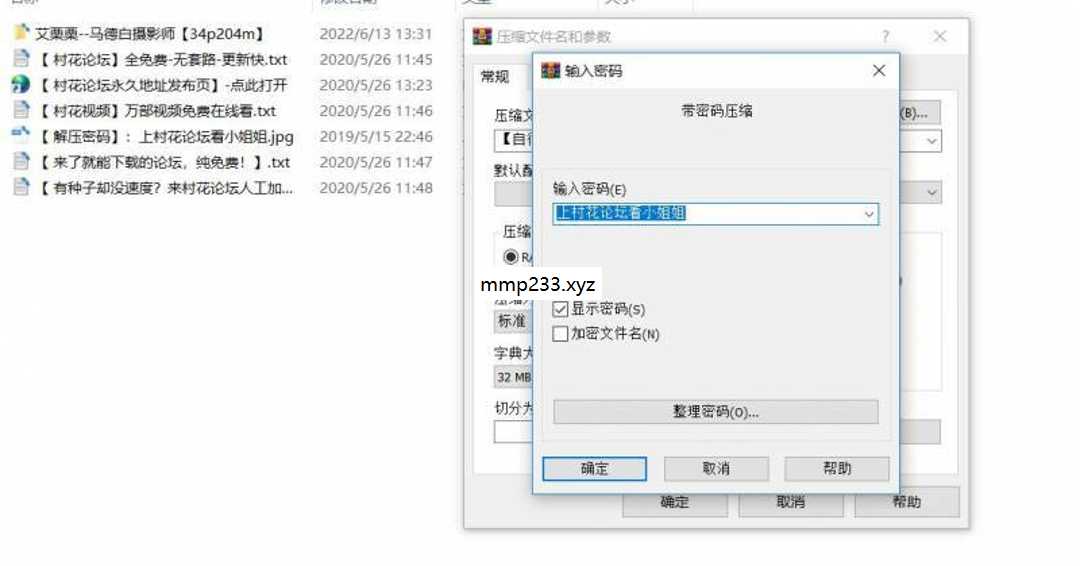 艾栗栗--马德白摄影师【34p204m】 2022/6/13 13:31
【 村花论坛】全免费-无套路-更新快.txt 2020/5/26 11:45
【 村花论坛永久地址发布页】-点此打开 2020/5/26 13:23
【 村花视频】万部视频免费在线看.txt 2020/5/26 11:46
【 解压密码】：上村花论坛看小姐姐.jpg 2019/5/15 22:46
【 来了就能下载的论坛，纯免费！】.txt 2020/5/26 11:47
【 有种子却没速度？来村花论坛人工加... 2020/5/26 11:48
压缩文件名和参数 ?
常规
压缩文
(B)...
【自行
默认配
压缩
标准
字典大
32 MB
切分为
确定 取消 帮助
输入密码
带密码压缩
输入密码(E)
上村花论坛看小姐姐
mmp233.xyz
显示密码(S)
加密文件名(N)
整理密码(O)...
确定 取消 帮助